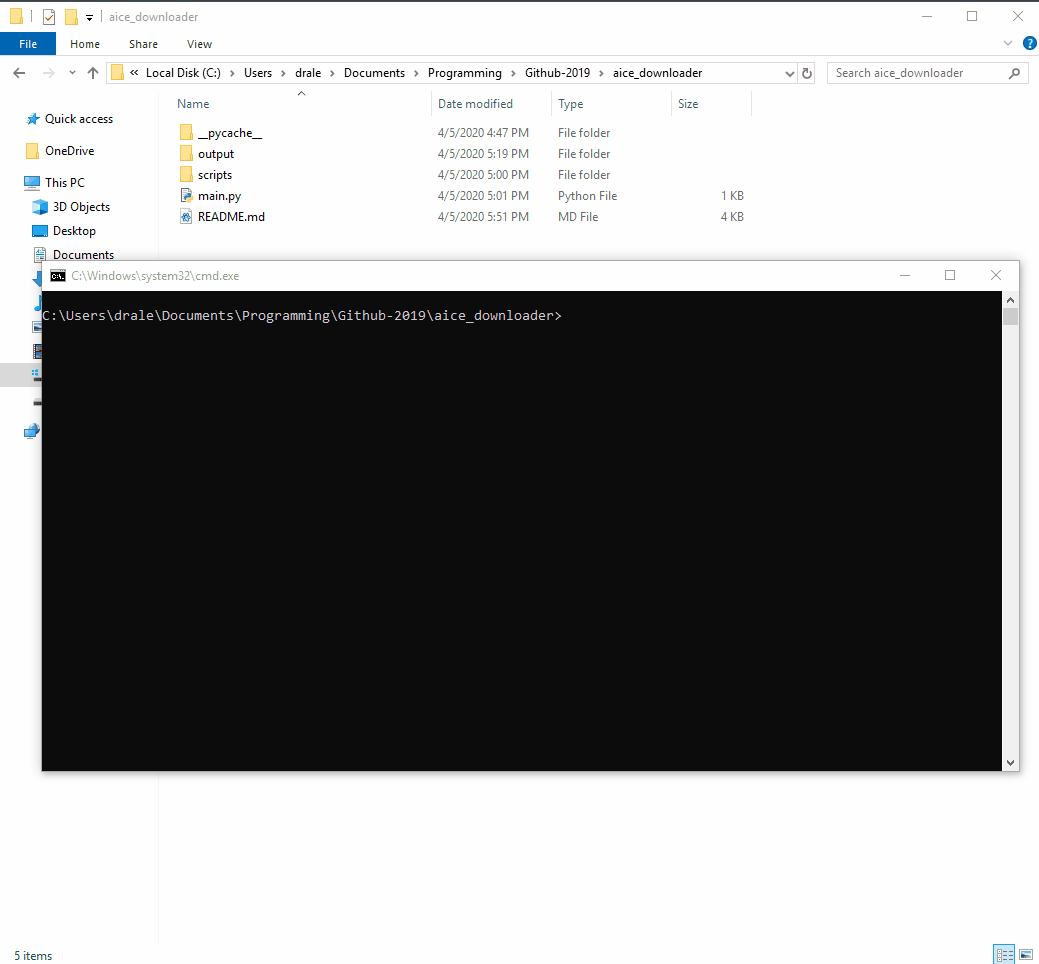 aice_downloader
File Home Share View
« Local Disk (C:) › Users › drale › Documents › Programming › Github-2019 › aice_downloader Search aice_downloader
Name Date modified Type Size
Quick access
__pycache__ 4/5/2020 4:47 PM File folder
output 4/5/2020 5:19 PM File folder
OneDrive
scripts 4/5/2020 5:00 PM File folder
This PC
main.py 4/5/2020 5:01 PM Python File 1 KB
3D Objects
README.md 4/5/2020 5:51 PM MD File 4 KB
Desktop
Documents
C:\Windows\system32\cmd.exe
C:\Users\drale\Documents\Programming\Github-2019\aice_downloader>
5 items